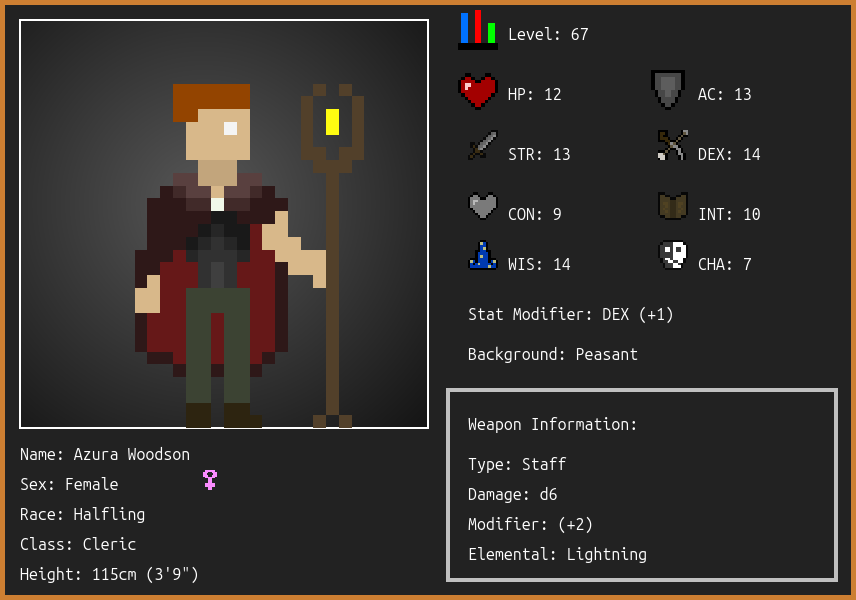 Level: 67
HP: 12
AC: 13
STR: 13
DEX: 14
CON: 9
INT: 10
WIS: 14
CHA: 7
Stat Modifier: DEX (+1)
Background: Peasant
Weapon Information:
Type: Staff
Damage: d6
Modifier: (+2)
Elemental: Lightning
Name: Azura Woodson
Sex: Female
Race: Halfling
Class: Cleric
Height: 115cm (3'9")